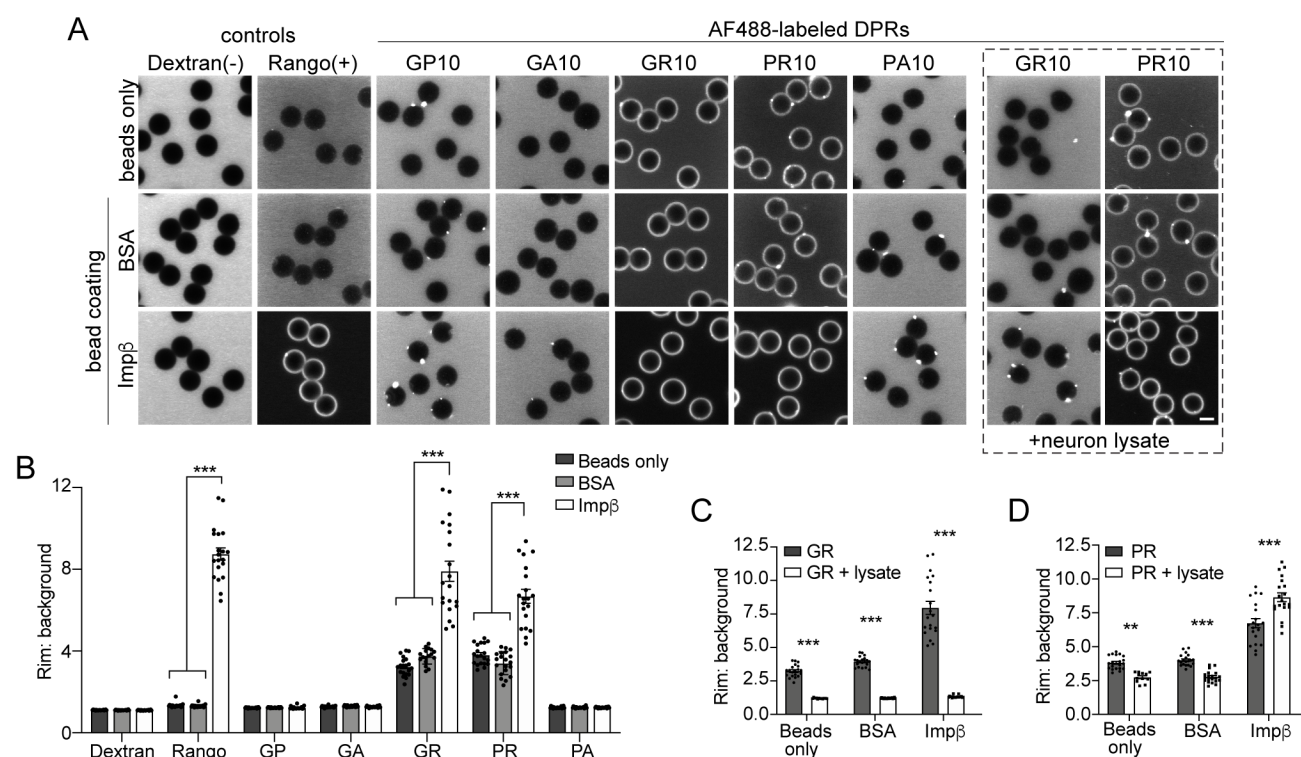 A
controls
AF488-labeled DPRs
Dextran(-) Rango(+) GP10 GA10 GR10 PR10 PA10 GR10 PR10
beads only
bead coating
BSA
Impβ
+neuron lysate
B
Rim: background
12
8
4
0
***
***
***
Beads only
BSA
Impβ
Dextran Rango GP GA GR PR PA
C
Rim: background
12.5
10.0
7.5
5.0
2.5
0.0
GR
GR + lysate
***
***
***
Beads only
BSA
Impβ
D
Rim: background
12.5
10.0
7.5
5.0
2.5
0.0
PR
PR + lysate
**
***
***
Beads only
BSA
Impβ